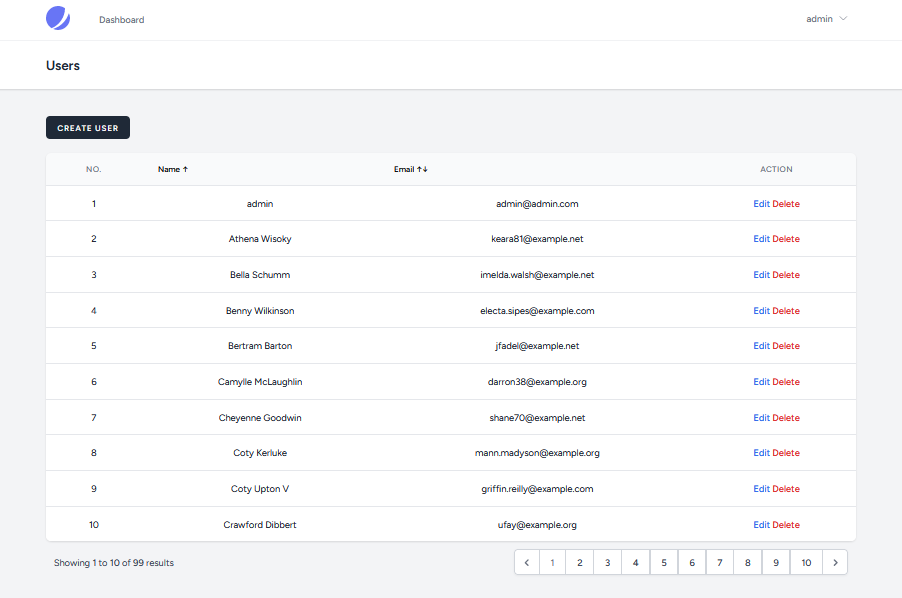 Dashboard admin
Users
CREATE USER
NO. Name ↑ Email ↑↓ ACTION
1 admin admin@admin.com Edit Delete
2 Athena Wisoky keara81@example.net Edit Delete
3 Bella Schumm imelda.walsh@example.net Edit Delete
4 Benny Wilkinson electa.sipes@example.com Edit Delete
5 Bertram Barton jfadel@example.net Edit Delete
6 Camylle McLaughlin darron38@example.org Edit Delete
7 Cheyenne Goodwin shane70@example.net Edit Delete
8 Coty Kerluke mann.madyson@example.org Edit Delete
9 Coty Upton V griffin.reilly@example.com Edit Delete
10 Crawford Dibbert ufay@example.org Edit Delete
Showing 1 to 10 of 99 results 1 2 3 4 5 6 7 8 9 10